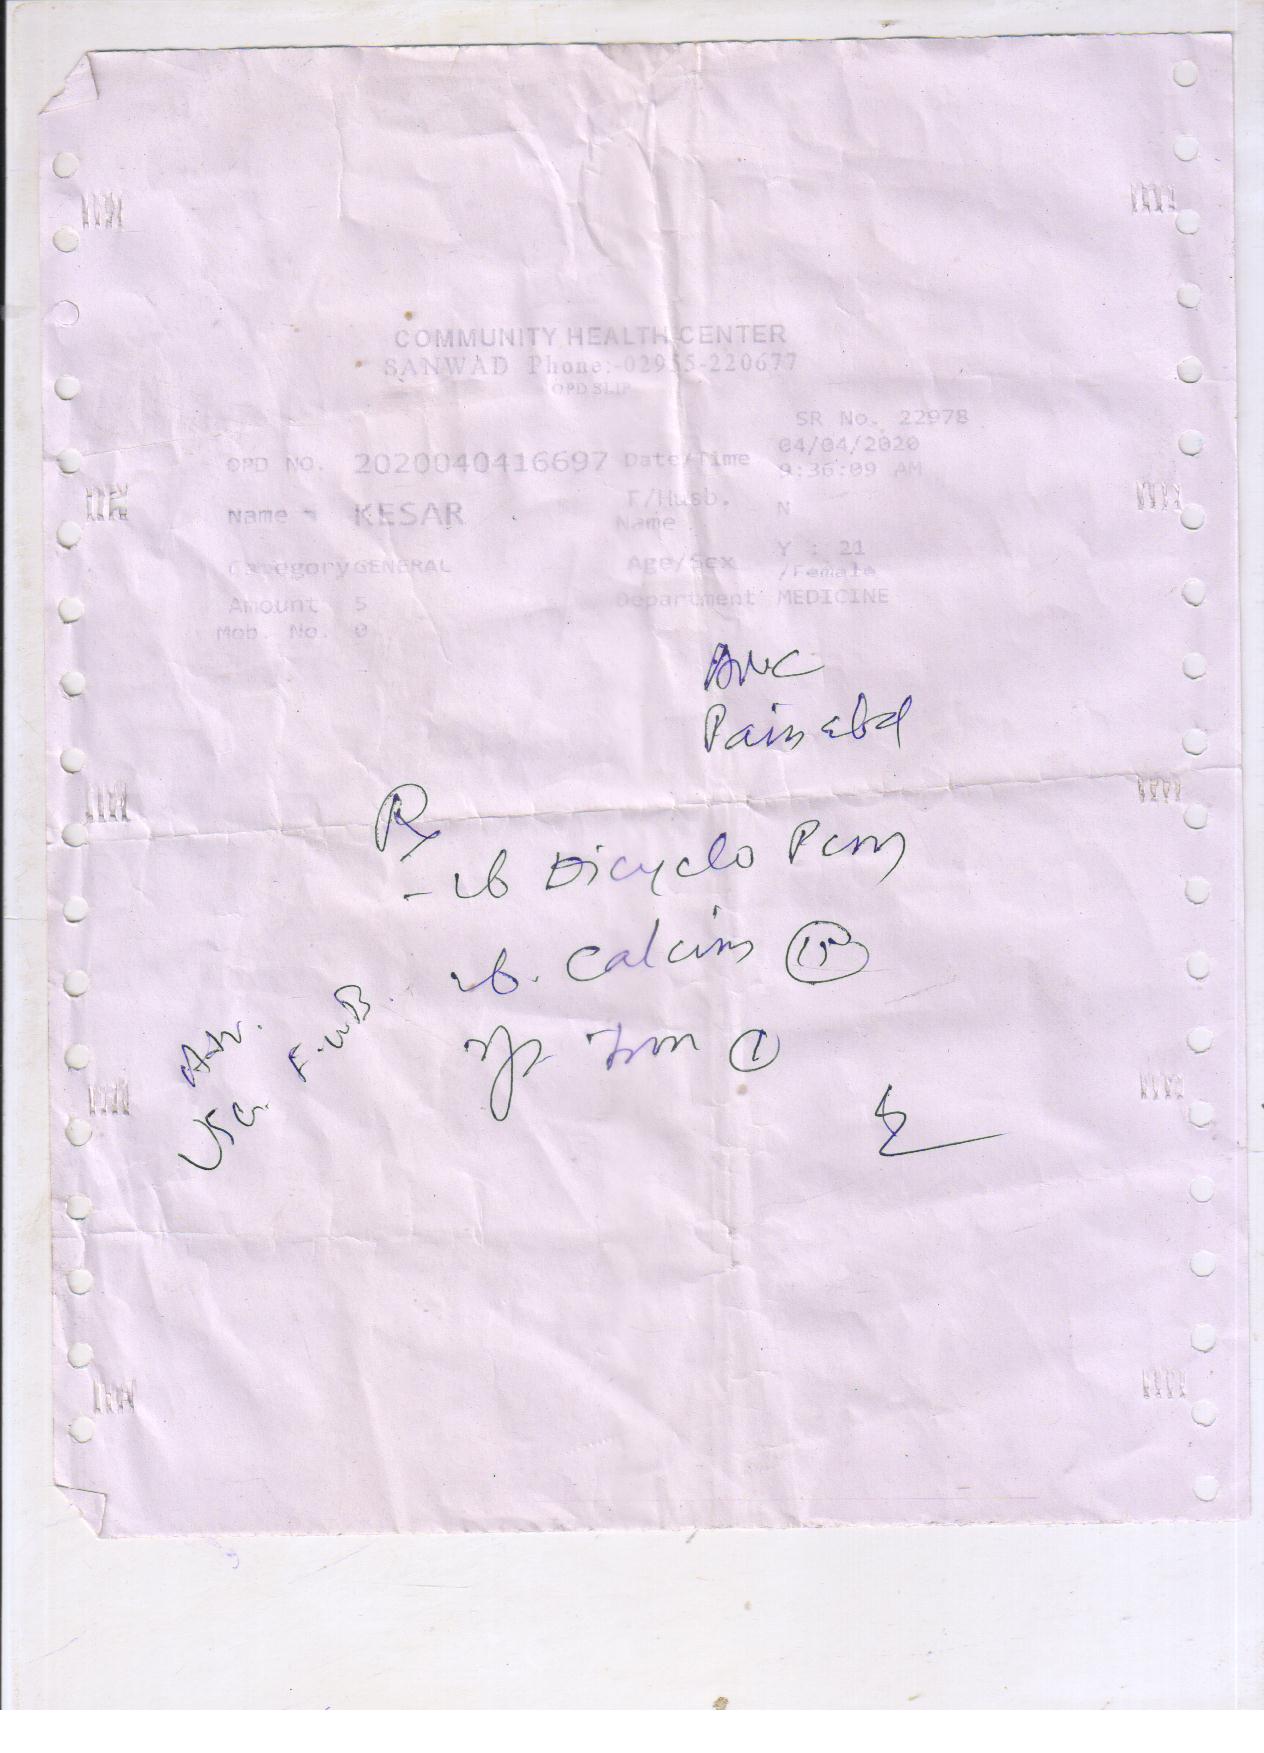 COMMUNITY HEALTH CENTER
SANWAD Phone:-02955-220677
OPD SLIP
SR No. 22978
OPD NO. 2020040416697 Date/Time 04/04/2020 9:36:09 AM
Name KESAR F/Husb. Name N
Category GENERAL Age/Sex Y : 21 /Female
Amount 5 Department MEDICINE
Mob. No. 0
ANC
Pain abd
Rx
Dicyclo Pcm
Calcium
Iron ①
Adv.
USG F.w.B.